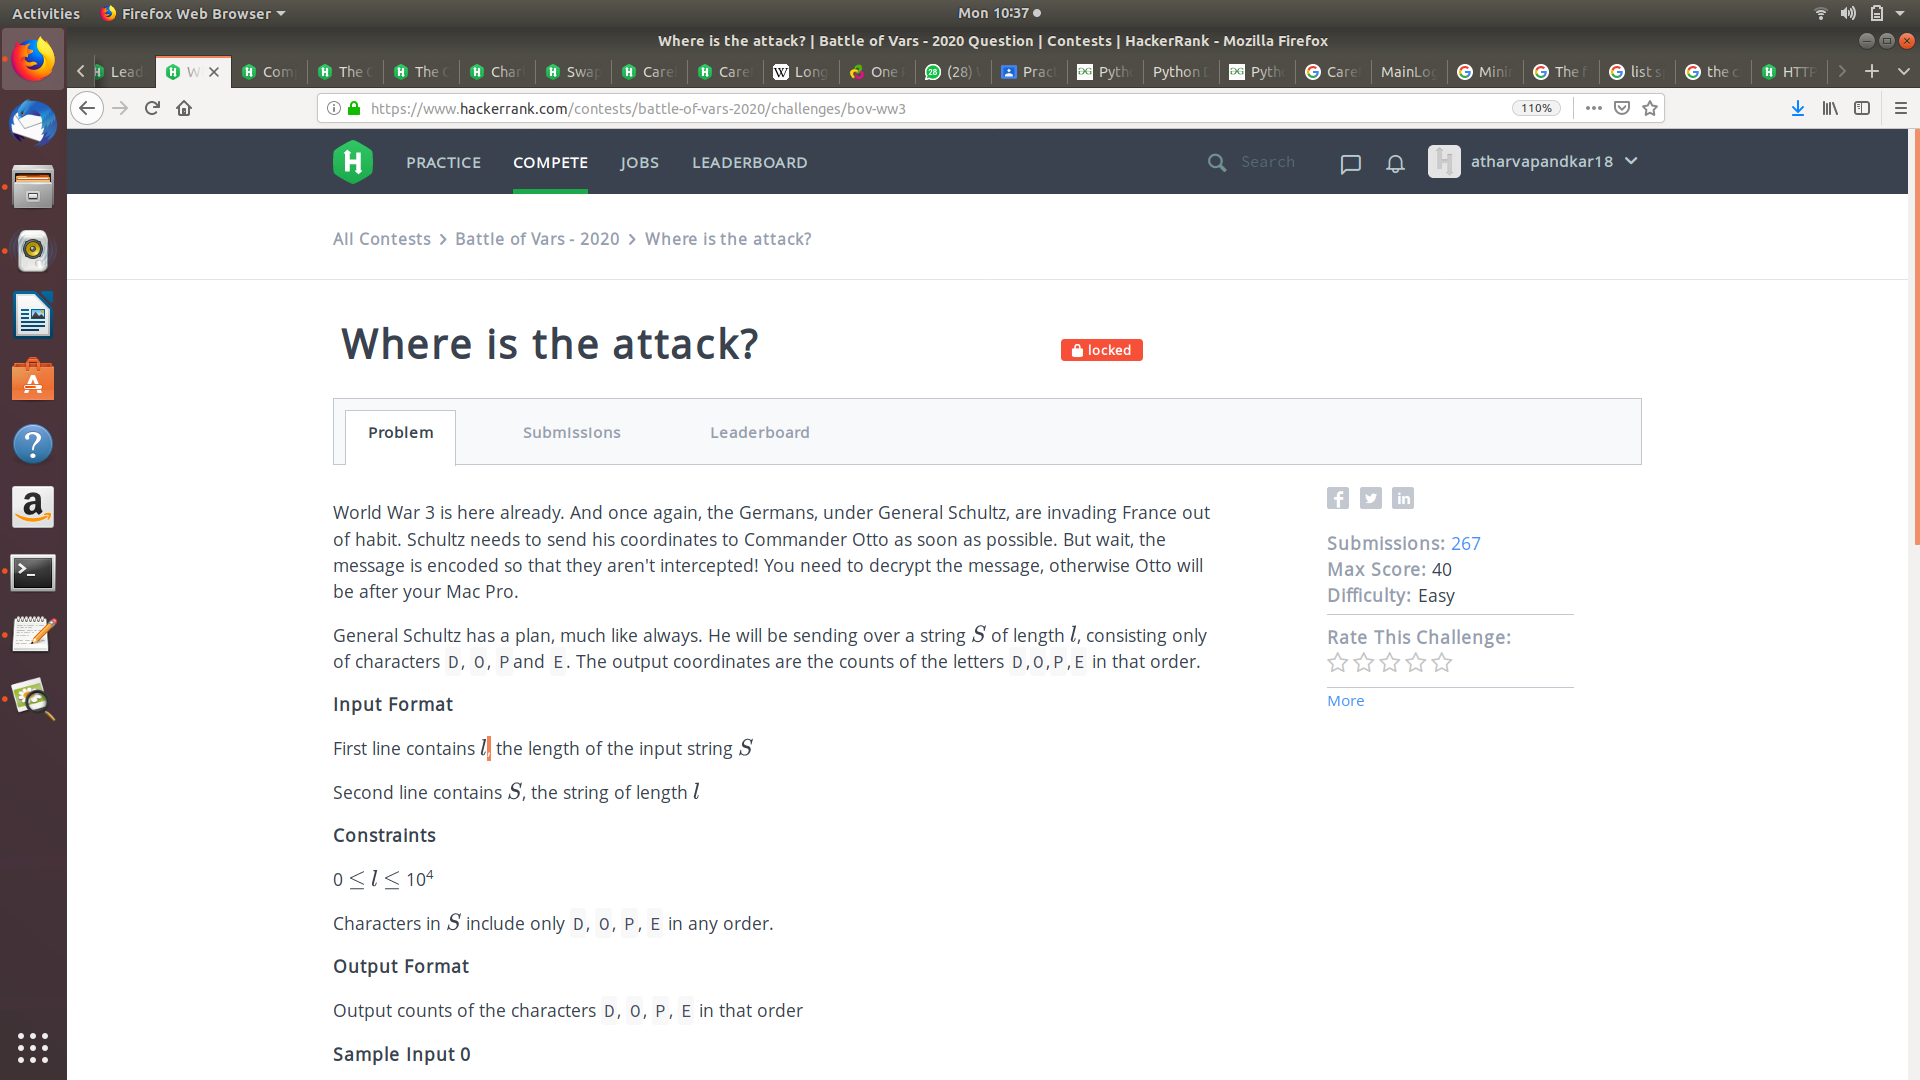 Activities Firefox Web Browser Mon 10:37
Where is the attack? | Battle of Vars - 2020 Question | Contests | HackerRank - Mozilla Firefox
Lead W Com The C The C Char Swap Care Care Long One (28) Prac Pyth Python D Pyth Care MainLog Mini The f list s the c HTTP
https://www.hackerrank.com/contests/battle-of-vars-2020/challenges/bov-ww3 110%
PRACTICE COMPETE JOBS LEADERBOARD Search atharvapandkar18
All Contests > Battle of Vars - 2020 > Where is the attack?
Where is the attack? locked
Problem Submissions Leaderboard
World War 3 is here already. And once again, the Germans, under General Schultz, are invading France out
of habit. Schultz needs to send his coordinates to Commander Otto as soon as possible. But wait, the
message is encoded so that they aren't intercepted! You need to decrypt the message, otherwise Otto will
be after your Mac Pro.
General Schultz has a plan, much like always. He will be sending over a string S of length l, consisting only
of characters D, O, P and E. The output coordinates are the counts of the letters D,O,P,E in that order.
Input Format
First line contains l, the length of the input string S
Second line contains S, the string of length l
Constraints
0 ≤ l ≤ 10⁴
Characters in S include only D, O, P, E in any order.
Output Format
Output counts of the characters D, O, P, E in that order
Sample Input 0
Submissions: 267
Max Score: 40
Difficulty: Easy
Rate This Challenge:
More